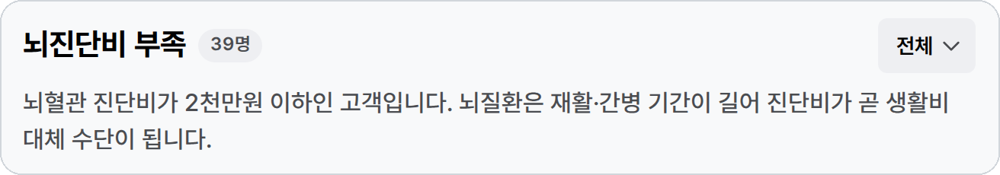 뇌진단비 부족 39명 전체
뇌혈관 진단비가 2천만원 이하인 고객입니다. 뇌질환은 재활·간병 기간이 길어 진단비가 곧 생활비
대체 수단이 됩니다.